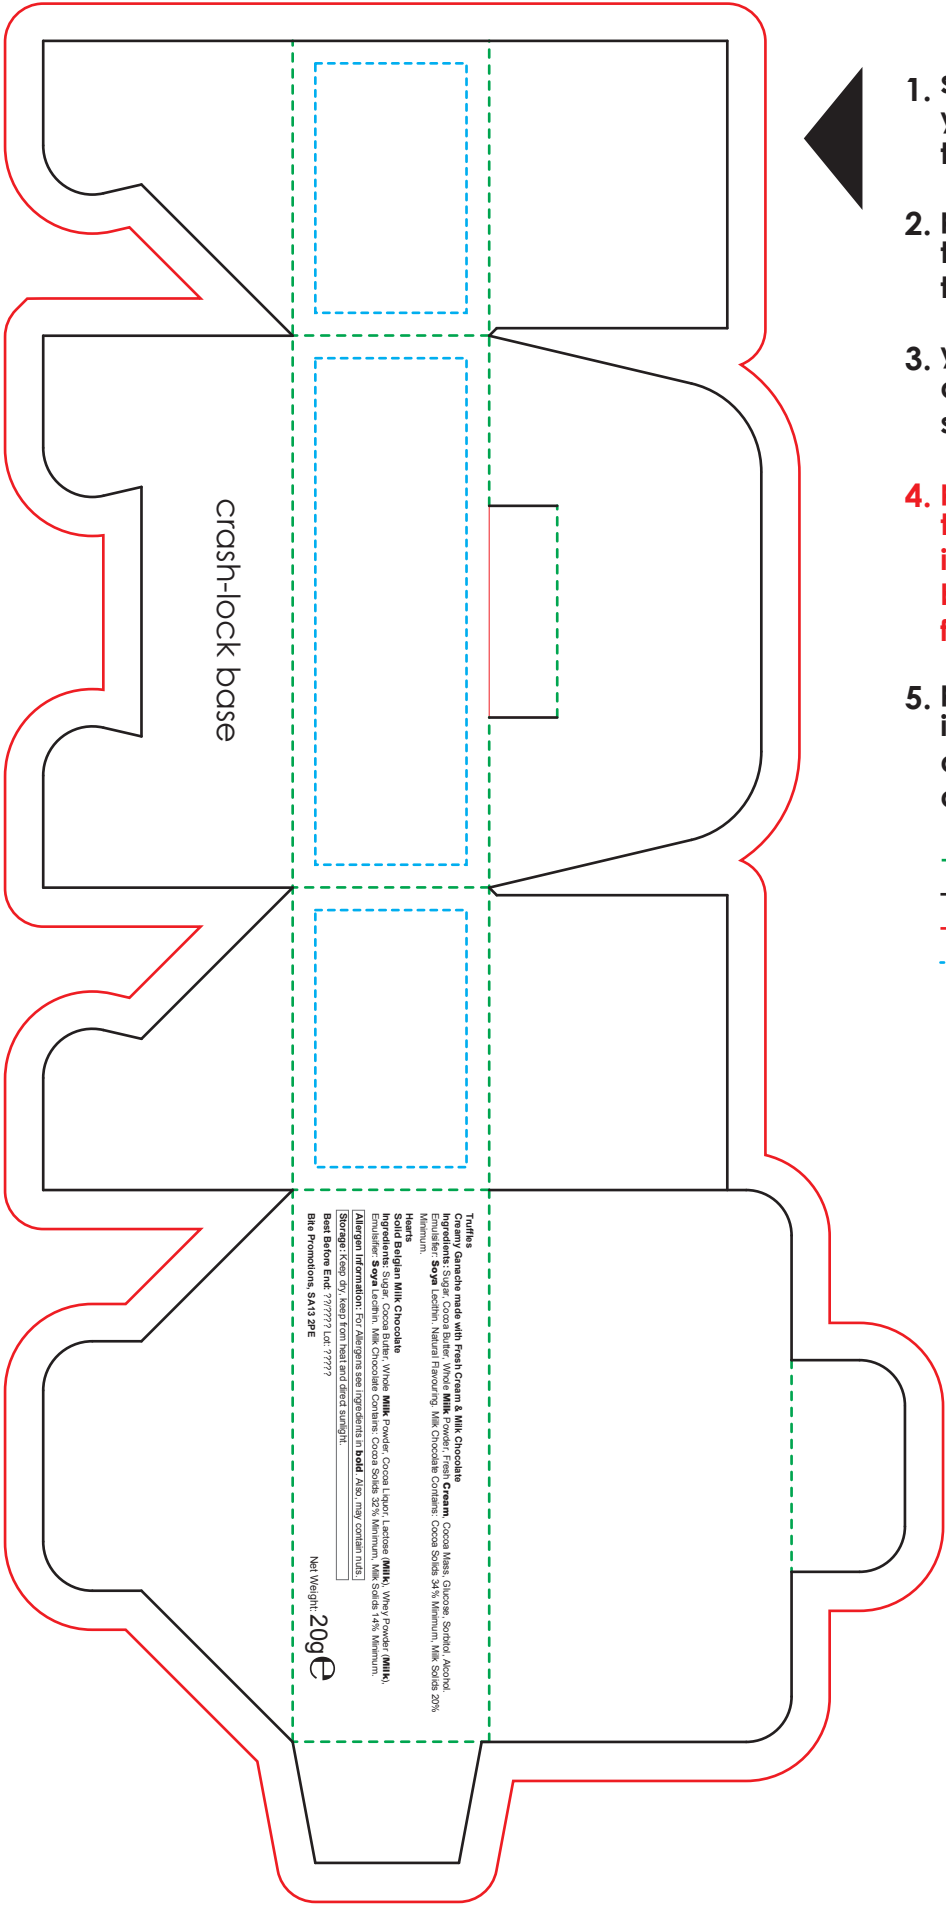 1.
2.
3.
4.
5.
crash-lock base
Truffles
Creamy Ganache made with Fresh Cream & Milk Chocolate
Ingredients: Sugar, Cocoa Butter, Whole Milk Powder, Fresh Cream, Cocoa Mass, Glucose, Sorbitol, Alcohol.
Emulsifier: Soya Lecithin. Natural Flavouring. Milk Chocolate Contains: Cocoa Solids 34% Minimum, Milk Solids 20%
Minimum.
Hearts
Solid Belgian Milk Chocolate
Ingredients: Sugar, Cocoa Butter, Whole Milk Powder, Cocoa Liquor, Lactose (Milk), Whey Powder (Milk),
Emulsifier: Soya Lecithin. Milk Chocolate Contains: Cocoa Solids 32% Minimum, Milk Solids 14% Minimum.
Allergen Information: For Allergens see ingredients in bold. Also, may contain nuts.
Storage: Keep dry, keep from heat and direct sunlight.
Best Before End: ??/???? Lot: ?????
Bite Promotions, SA13 2PE
Net Weight: 20g℮